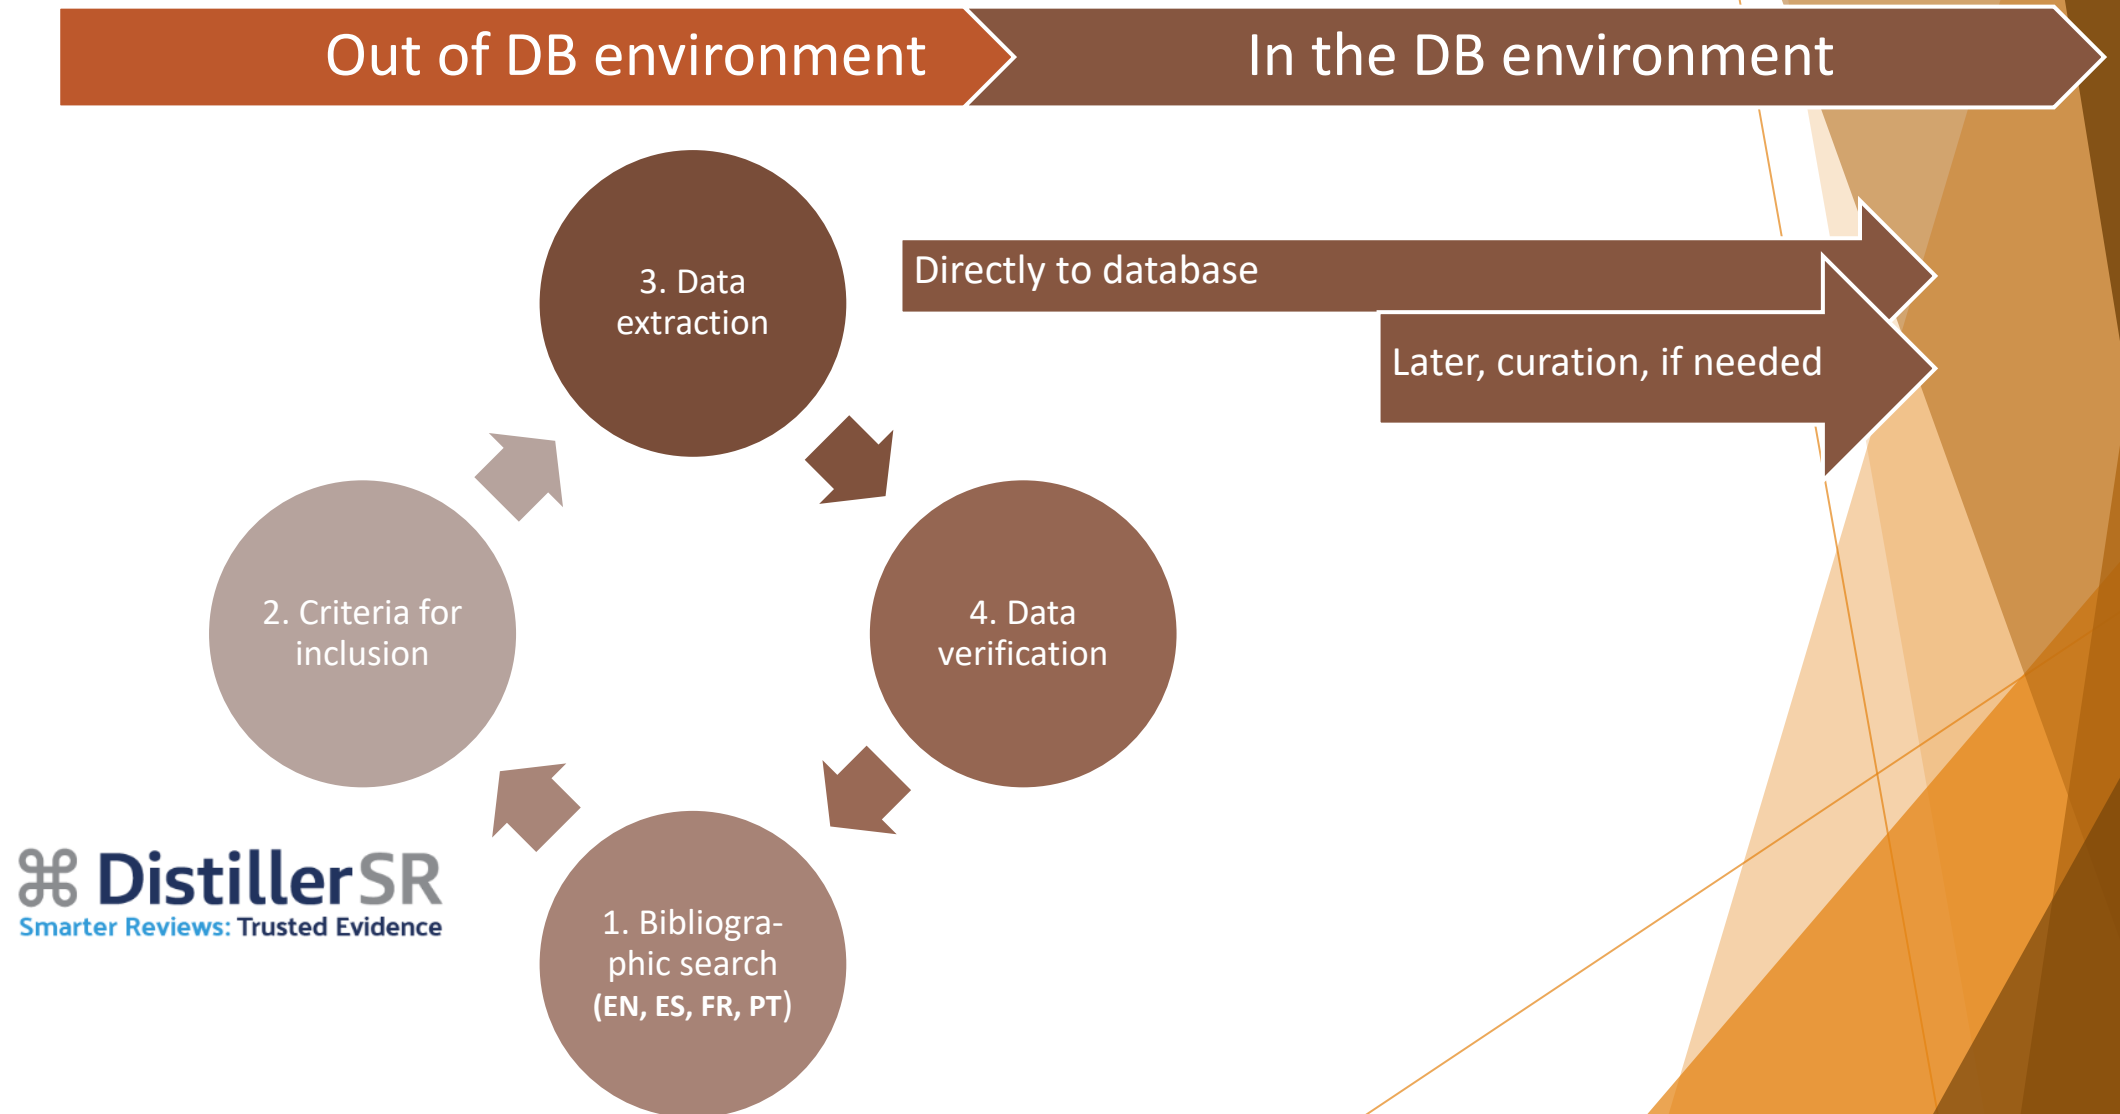 Out of DB environment
In the DB environment
3. Data
extraction
Directly to database
Later, curation, if needed
2. Criteria for
inclusion
4. Data
verification
DistillerSR
Smarter Reviews: Trusted Evidence
1. Bibliogra-
phic search
(EN, ES, FR, PT)